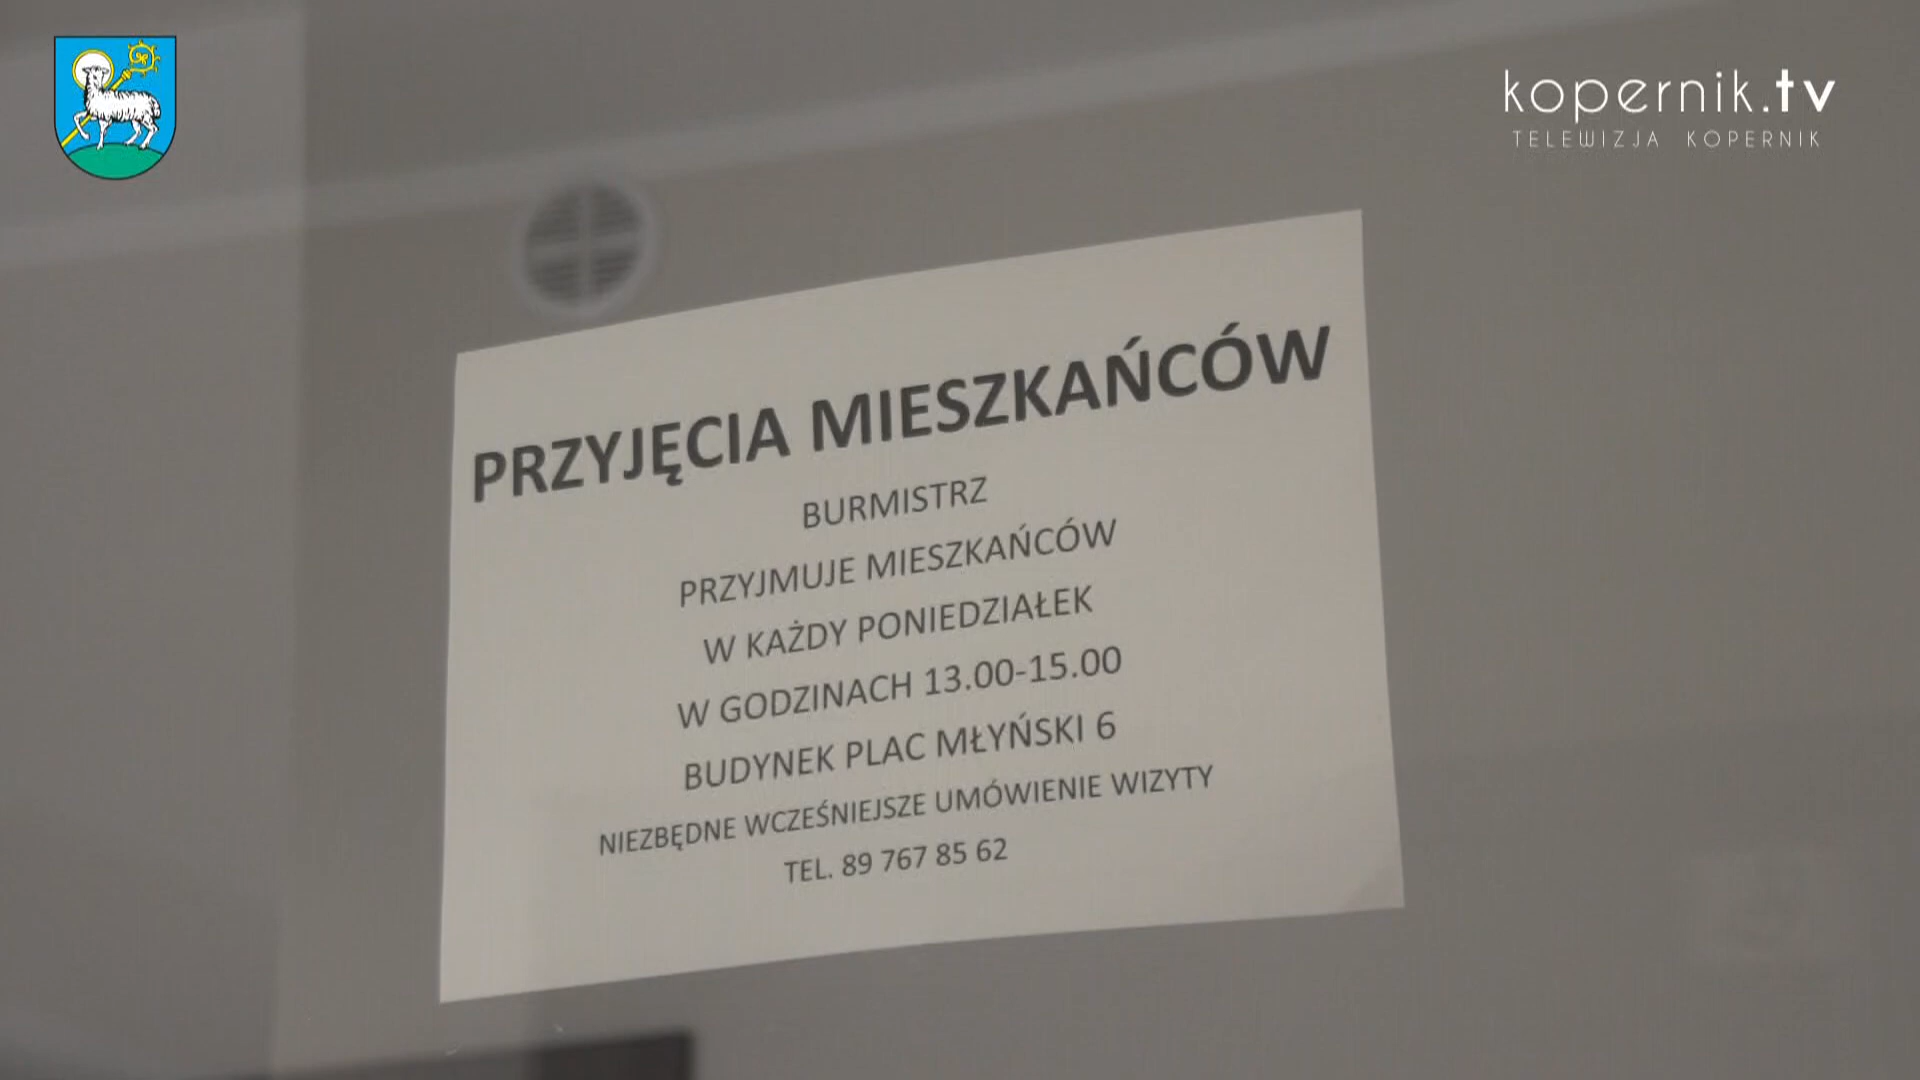 kopernik.tv
TELEWIZJA KOPERNIK
PRZYJĘCIA MIESZKAŃCÓW
BURMISTRZ
PRZYJMUJE MIESZKAŃCÓW
W KAŻDY PONIEDZIAŁEK
W GODZINACH 13.00-15.00
BUDYNEK PLAC MŁYŃSKI 6
NIEZBĘDNE WCZEŚNIEJSZE UMÓWIENIE WIZYTY
TEL. 89 767 85 62